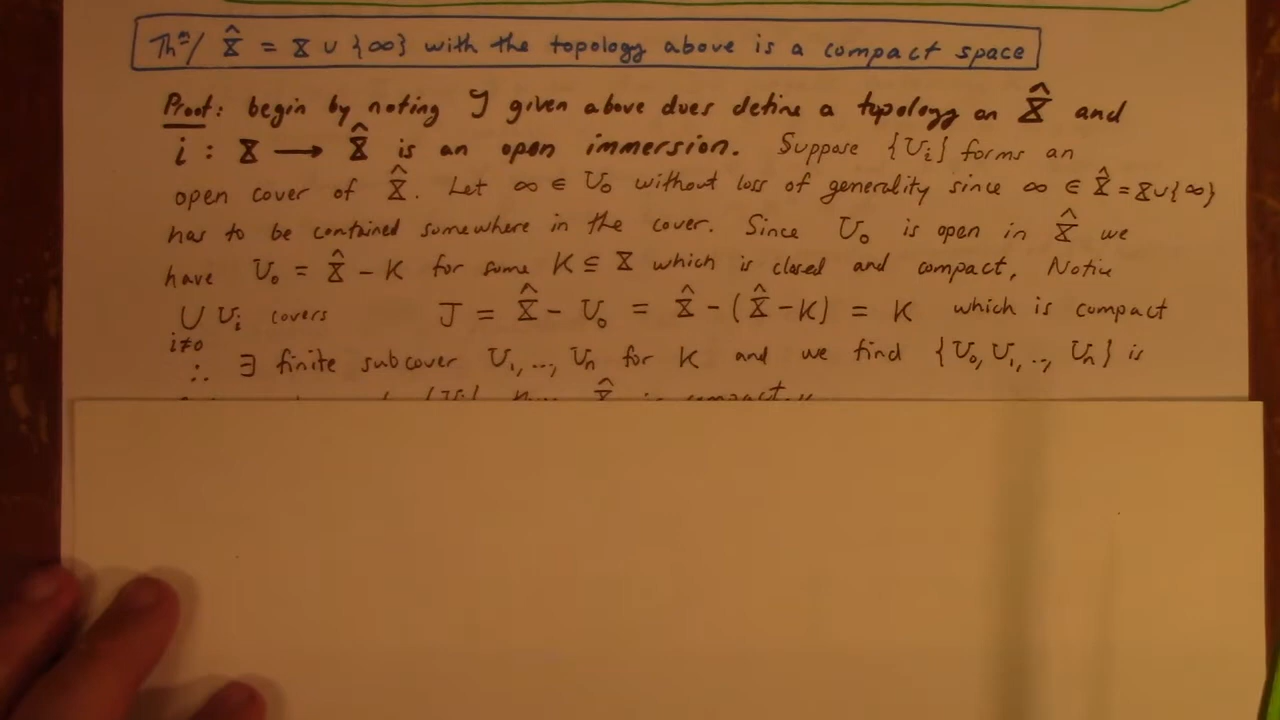 Thm/ X̂ = X ∪ {∞} with the topology above is a compact space
Proof: begin by noting 𝒯 given above does define a topology on X̂ and
i : X → X̂ is an open immersion. Suppose {Ui} forms an
open cover of X̂. Let ∞ ∈ U₀ without loss of generality since ∞ ∈ X̂ = X∪{∞}
has to be contained somewhere in the cover. Since U₀ is open in X̂ we
have U₀ = X̂ - K for some K ⊆ X which is closed and compact. Notice
⋃ Ui covers J = X̂ - U₀ = X̂ - (X̂ - K) = K which is compact
i≠0
∴ ∃ finite subcover U₁, ..., Un for K and we find {U₀, U₁, .., Un} is
X̂ is compact.